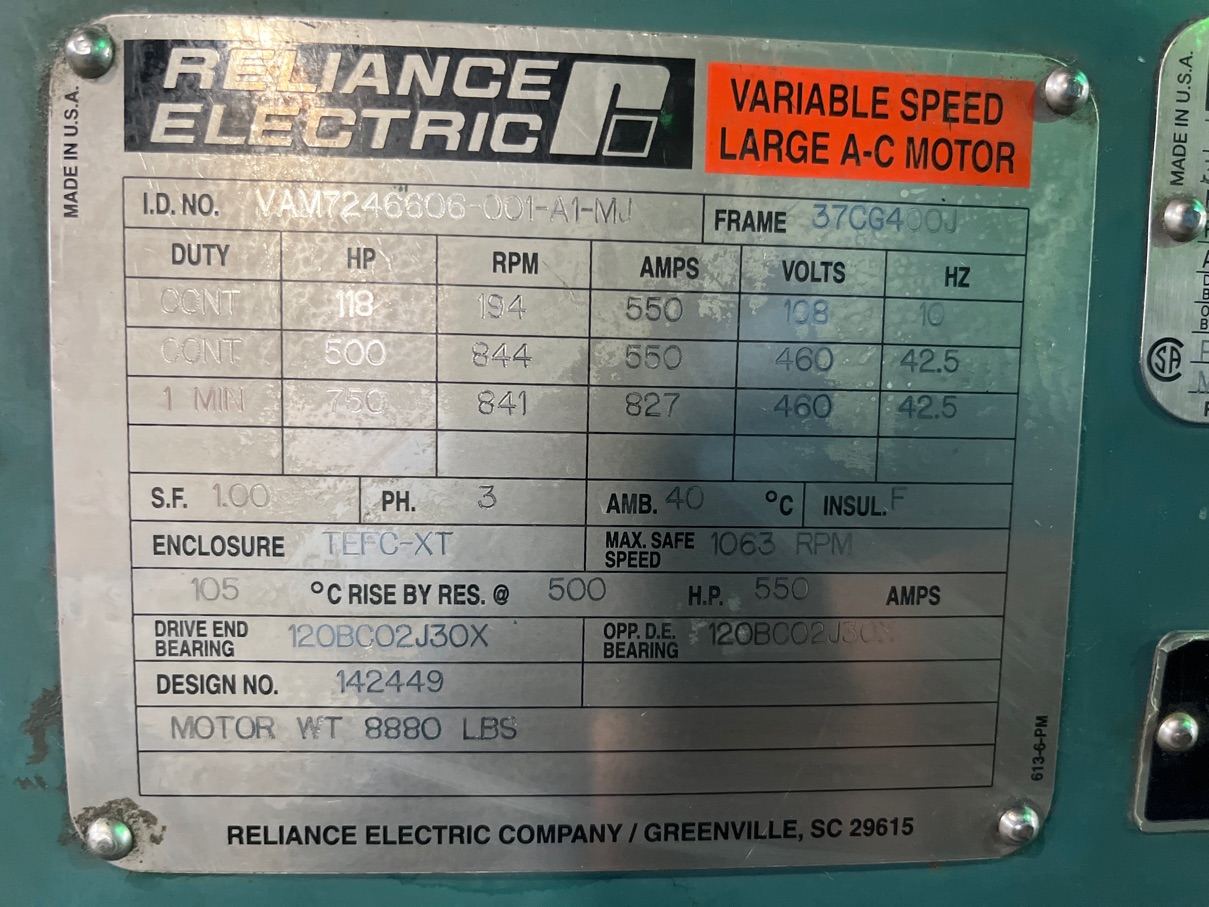 RELIANCE
ELECTRIC
VARIABLE SPEED
LARGE A-C MOTOR
MADE IN U.S.A.
I.D. NO. VAM7246606-001-A1-MJ FRAME 37CG400J
DUTY HP RPM AMPS VOLTS HZ
CONT 118 194 550 108 10
CONT 500 844 550 460 42.5
1 MIN 750 841 827 460 42.5
S.F. 1.00 PH. 3 AMB. 40 °C INSUL. F
ENCLOSURE TEFC-XT MAX. SAFE SPEED 1063 RPM
105 °C RISE BY RES. @ 500 H.P. 550 AMPS
DRIVE END BEARING 120BC02J30X OPP. D.E. BEARING 120BC02J30X
DESIGN NO. 142449
MOTOR WT 8880 LBS
613-6-PM
RELIANCE ELECTRIC COMPANY / GREENVILLE, SC 29615
MADE IN U.S.A.
SA